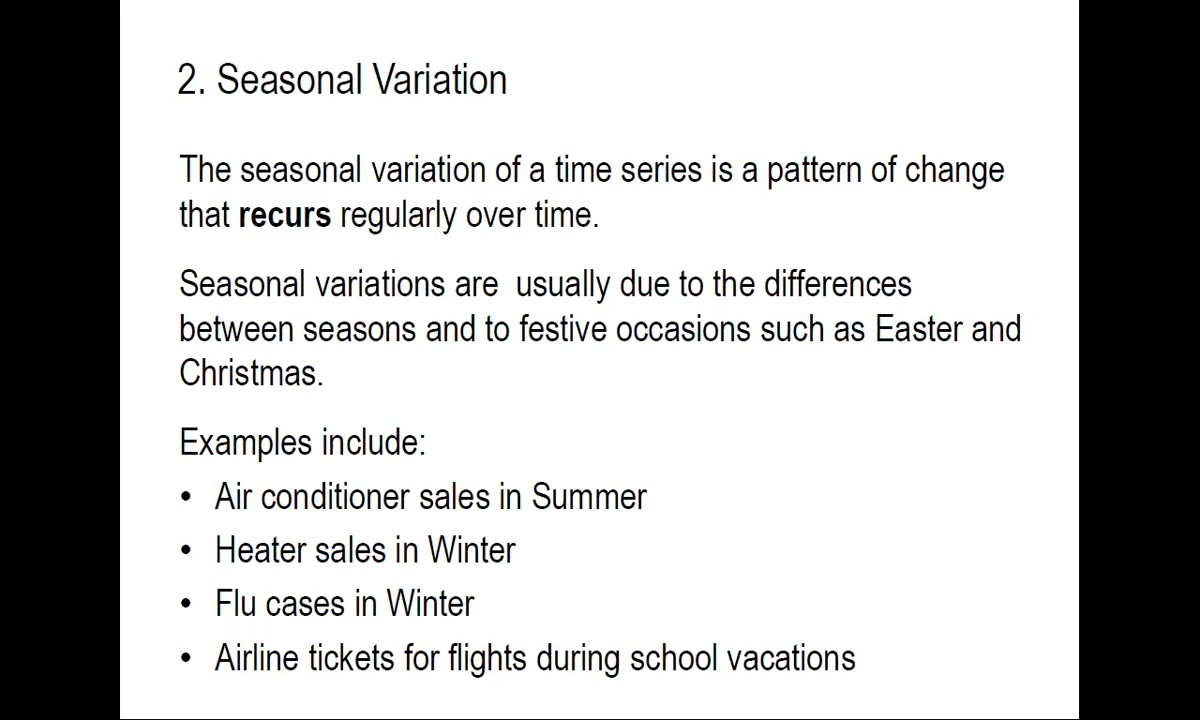 2. Seasonal Variation
The seasonal variation of a time series is a pattern of change
that recurs regularly over time.
Seasonal variations are  usually due to the differences
between seasons and to festive occasions such as Easter and
Christmas.
Examples include:
• Air conditioner sales in Summer
• Heater sales in Winter
• Flu cases in Winter
• Airline tickets for flights during school vacations